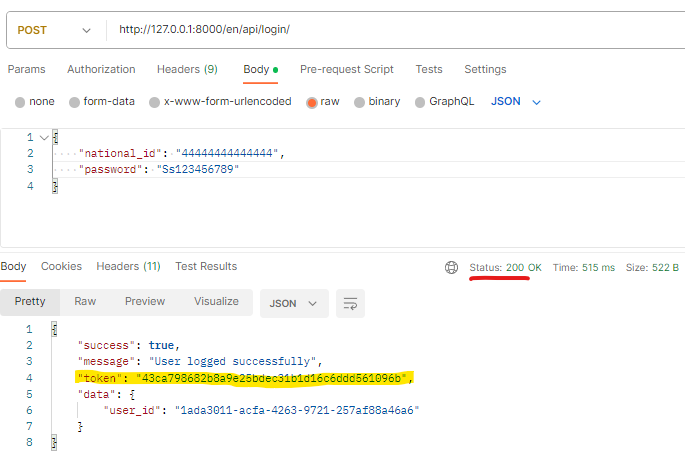 POST http://127.0.0.1:8000/en/api/login/
Params Authorization Headers (9) Body Pre-request Script Tests Settings
none form-data x-www-form-urlencoded raw binary GraphQL JSON
1 {
2 "national_id": "44444444444444",
3 "password": "Ss123456789"
4 }
Body Cookies Headers (11) Test Results Status: 200 OK Time: 515 ms Size: 522 B
Pretty Raw Preview Visualize JSON
1 {
2 "success": true,
3 "message": "User logged successfully",
4 "token": "43ca798682b8a9e25bdec31b1d16c6ddd561096b",
5 "data": {
6 "user_id": "1ada3011-acfa-4263-9721-257af88a46a6"
7 }
8 }